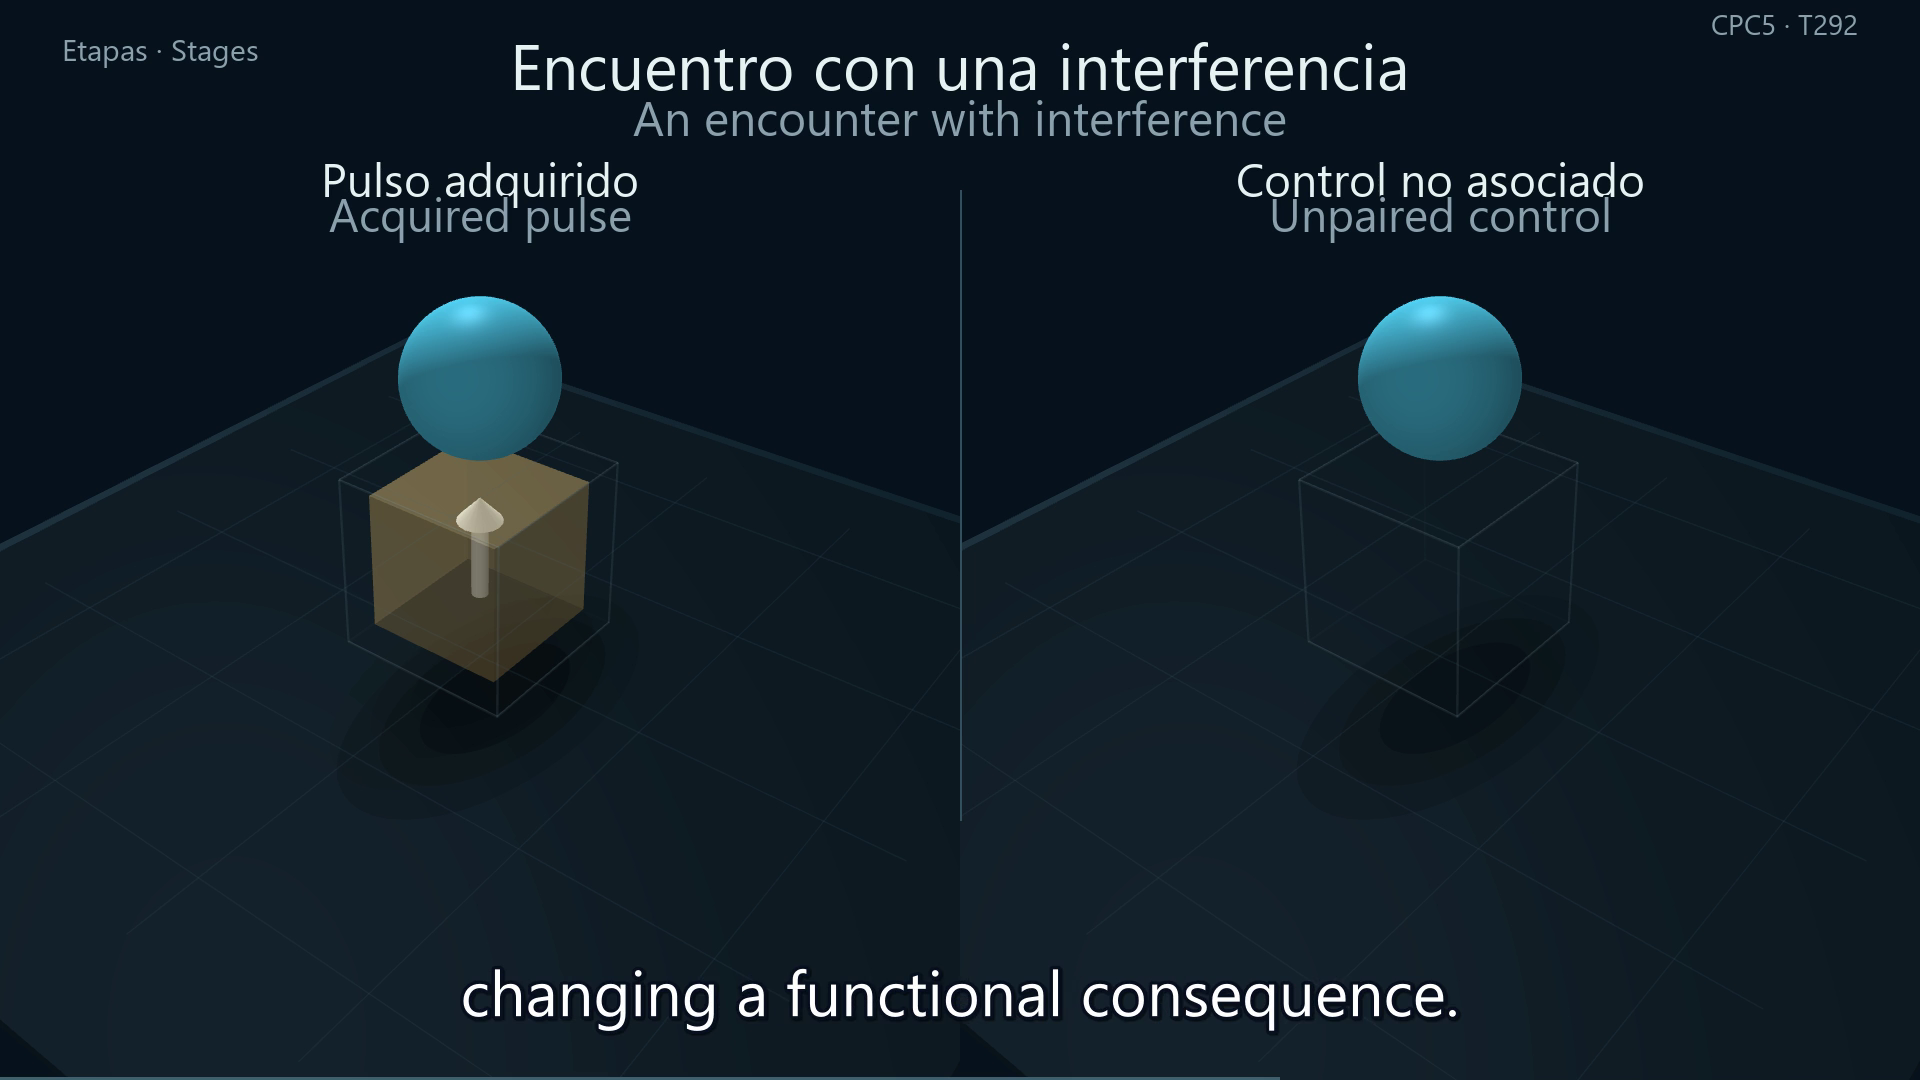 Etapas · Stages
CPC5 · T292
Encuentro con una interferencia
An encounter with interference
Pulso adquirido
Acquired pulse
Control no asociado
Unpaired control
changing a functional consequence.